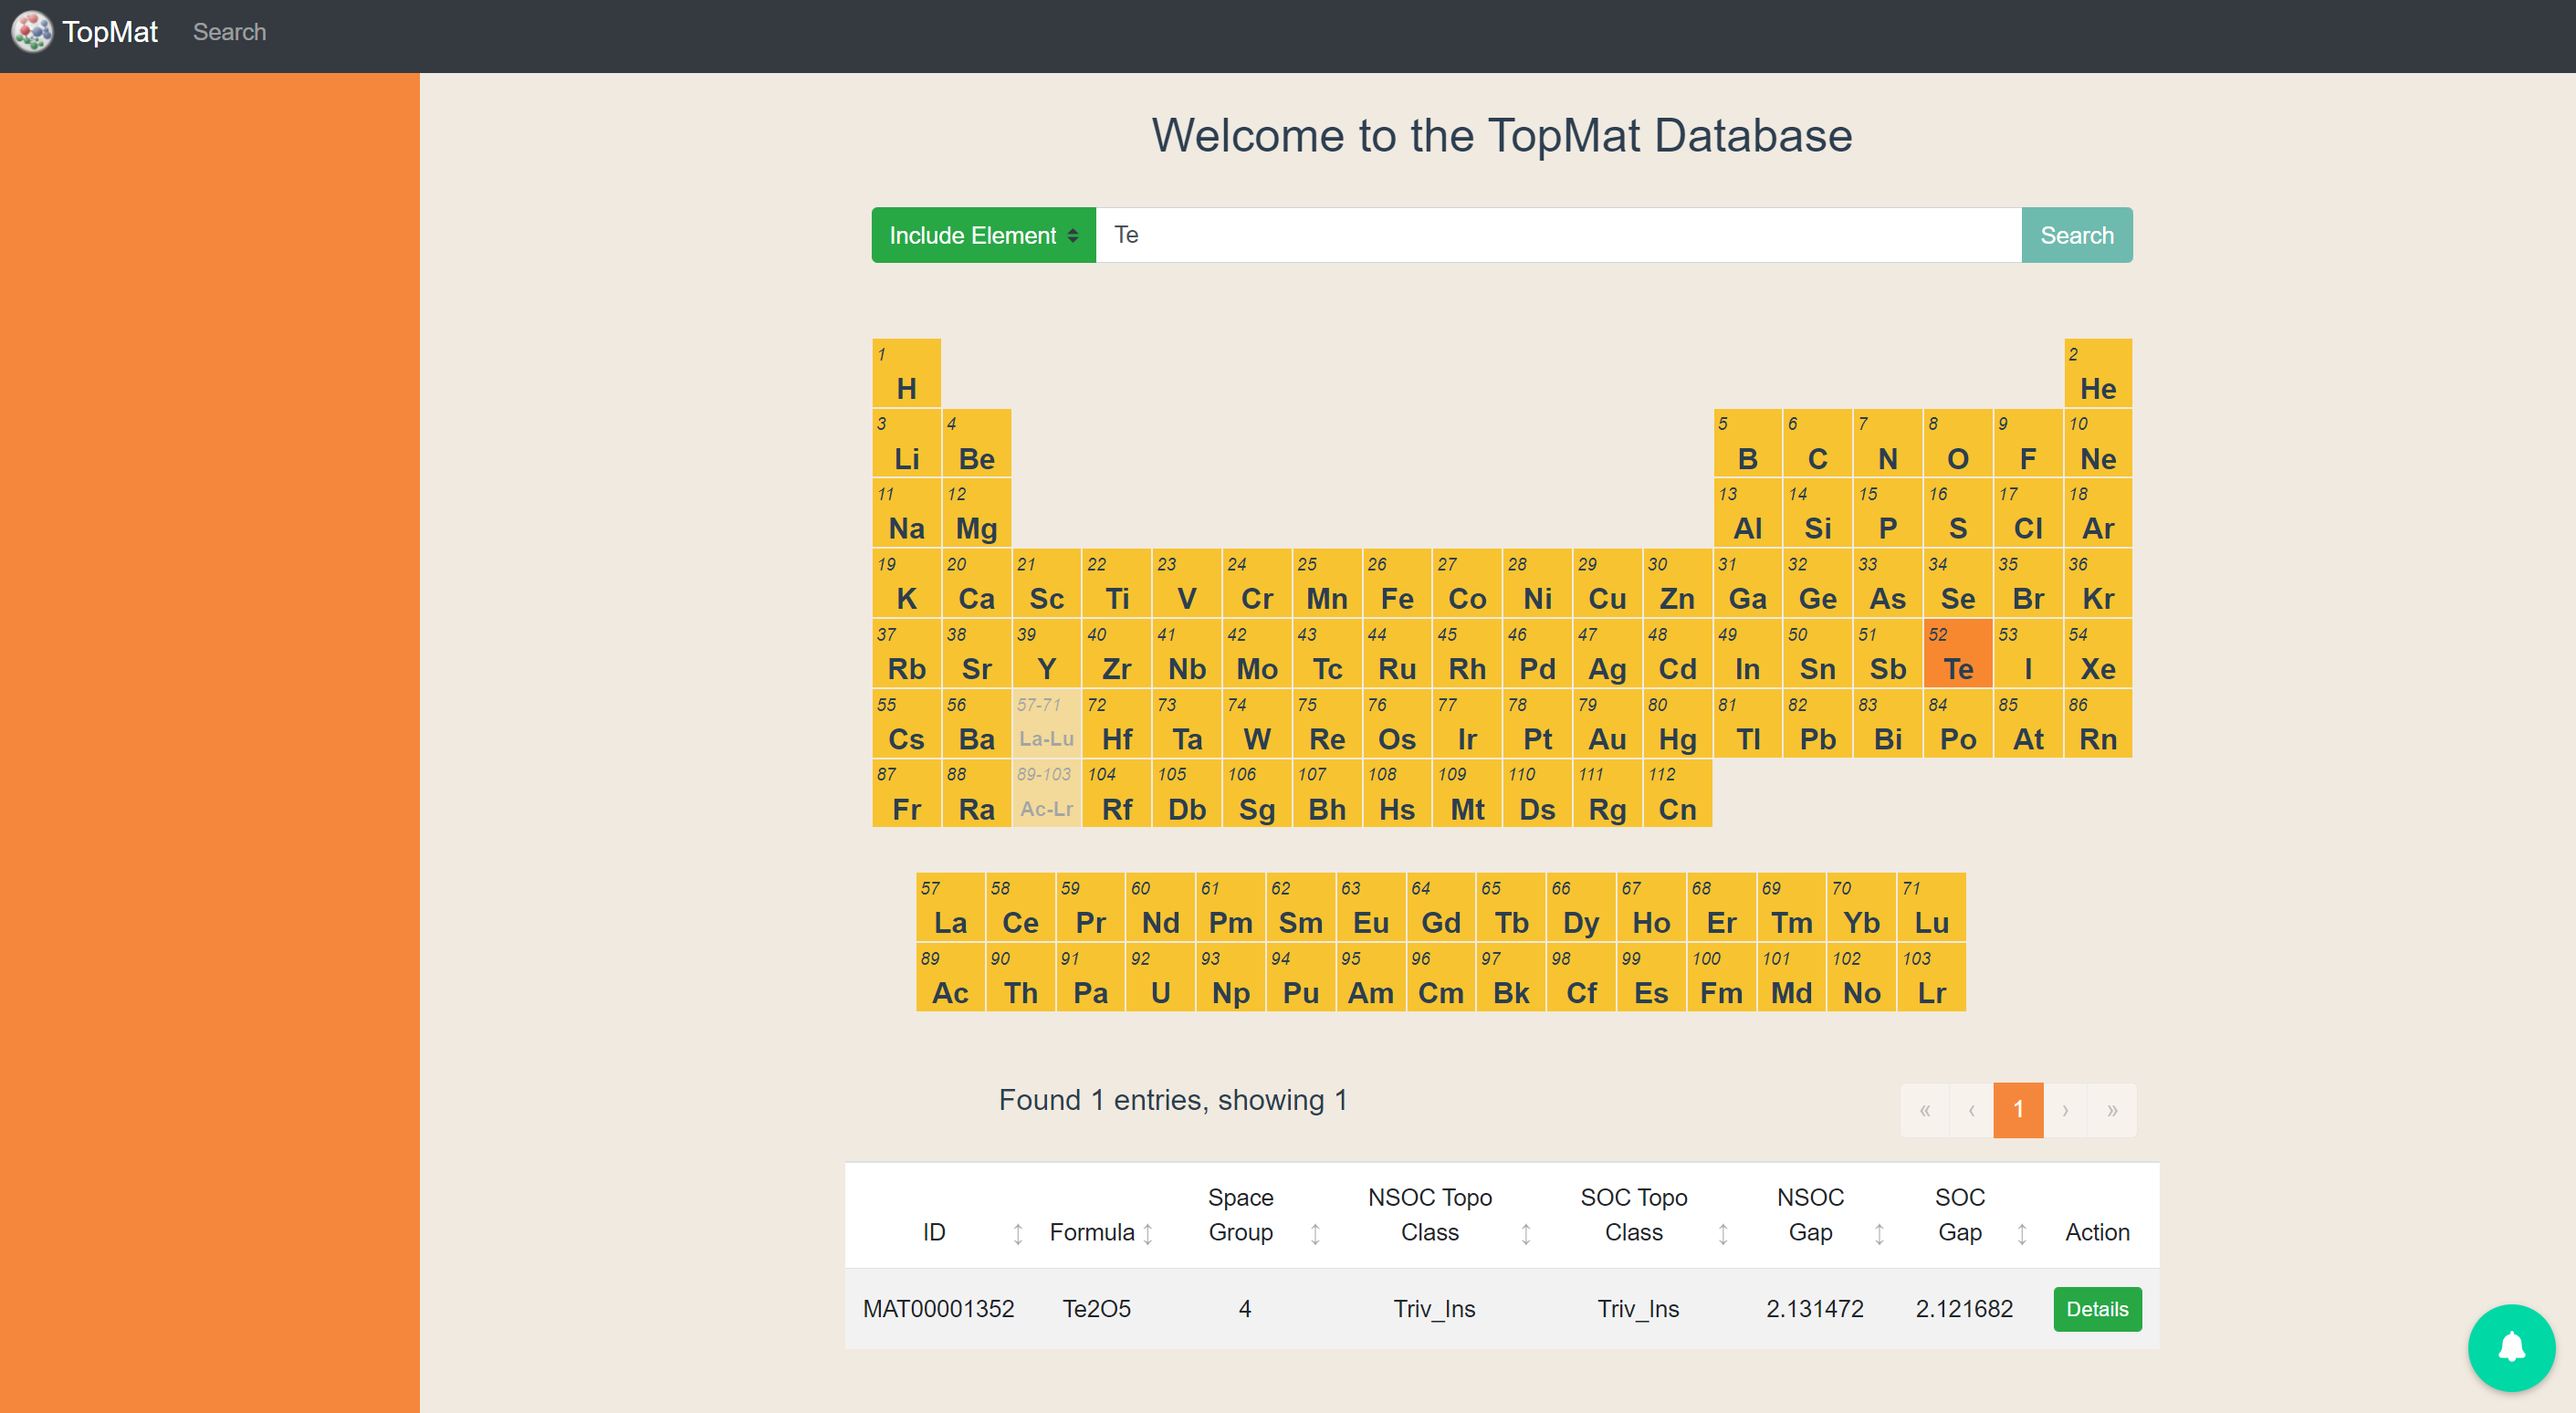 TopMat Search
Welcome to the TopMat Database
Include Element Te Search
1 2
H He
3 4 5 6 7 8 9 10
Li Be B C N O F Ne
11 12 13 14 15 16 17 18
Na Mg Al Si P S Cl Ar
19 20 21 22 23 24 25 26 27 28 29 30 31 32 33 34 35 36
K Ca Sc Ti V Cr Mn Fe Co Ni Cu Zn Ga Ge As Se Br Kr
37 38 39 40 41 42 43 44 45 46 47 48 49 50 51 52 53 54
Rb Sr Y Zr Nb Mo Tc Ru Rh Pd Ag Cd In Sn Sb Te I Xe
55 56 57-71 72 73 74 75 76 77 78 79 80 81 82 83 84 85 86
Cs Ba La-Lu Hf Ta W Re Os Ir Pt Au Hg Tl Pb Bi Po At Rn
87 88 89-103 104 105 106 107 108 109 110 111 112
Fr Ra Ac-Lr Rf Db Sg Bh Hs Mt Ds Rg Cn
57 58 59 60 61 62 63 64 65 66 67 68 69 70 71
La Ce Pr Nd Pm Sm Eu Gd Tb Dy Ho Er Tm Yb Lu
89 90 91 92 93 94 95 96 97 98 99 100 101 102 103
Ac Th Pa U Np Pu Am Cm Bk Cf Es Fm Md No Lr
Found 1 entries, showing 1
« ‹ 1 › »
Space NSOC Topo SOC Topo NSOC SOC
ID Formula Group Class Class Gap Gap Action
MAT00001352 Te2O5 4 Triv_Ins Triv_Ins 2.131472 2.121682 Details